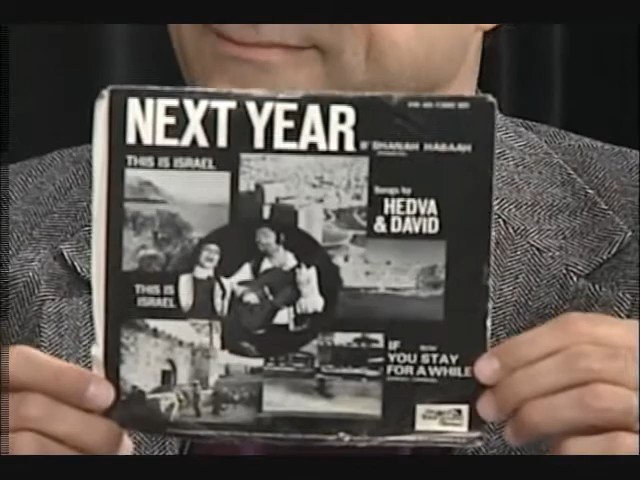 NEXT YEAR
B'SHANAH HABAAH
THIS IS ISRAEL
Songs by
HEDVA
& DAVID
THIS IS
ISRAEL
IF
YOU STAY
FOR A WHILE